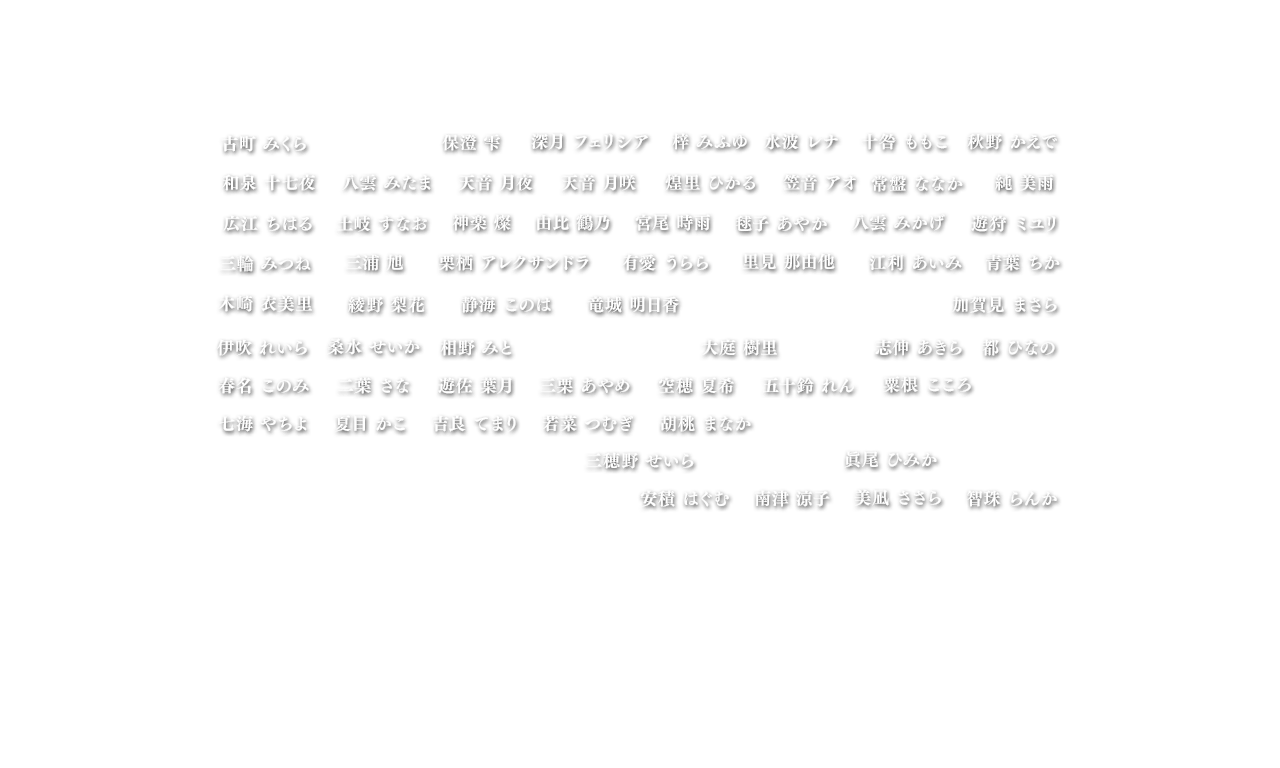 古町 みくら 保澄 雫 深月 フェリシア 梓 みふゆ 水波 レナ 十咎 ももこ 秋野 かえで
和泉 十七夜 八雲 みたま 天音 月夜 天音 月咲 煌里 ひかる 笠音 アオ 常盤 ななか 純 美雨
広江 ちはる 土岐 すなお 神楽 燦 由比 鶴乃 宮尾 時雨 毬子 あやか 八雲 みかげ 遊狩 ミユリ
三輪 みつね 三浦 旭 栗栖 アレクサンドラ 有愛 うらら 里見 那由他 江利 あいみ 青葉 ちか
木崎 衣美里 綾野 梨花 静海 このは 竜城 明日香 加賀見 まさら
伊吹 れいら 桑水 せいか 相野 みと 大庭 樹里 志伸 あきら 都 ひなの
春名 このみ 二葉 さな 遊佐 葉月 三栗 あやめ 空穂 夏希 五十鈴 れん 粟根 こころ
七海 やちよ 夏目 かこ 吉良 てまり 若菜 つむぎ 胡桃 まなか
三穂野 せいら 眞尾 ひみか
安積 はぐむ 南津 涼子 美凪 ささら 智珠 らんか